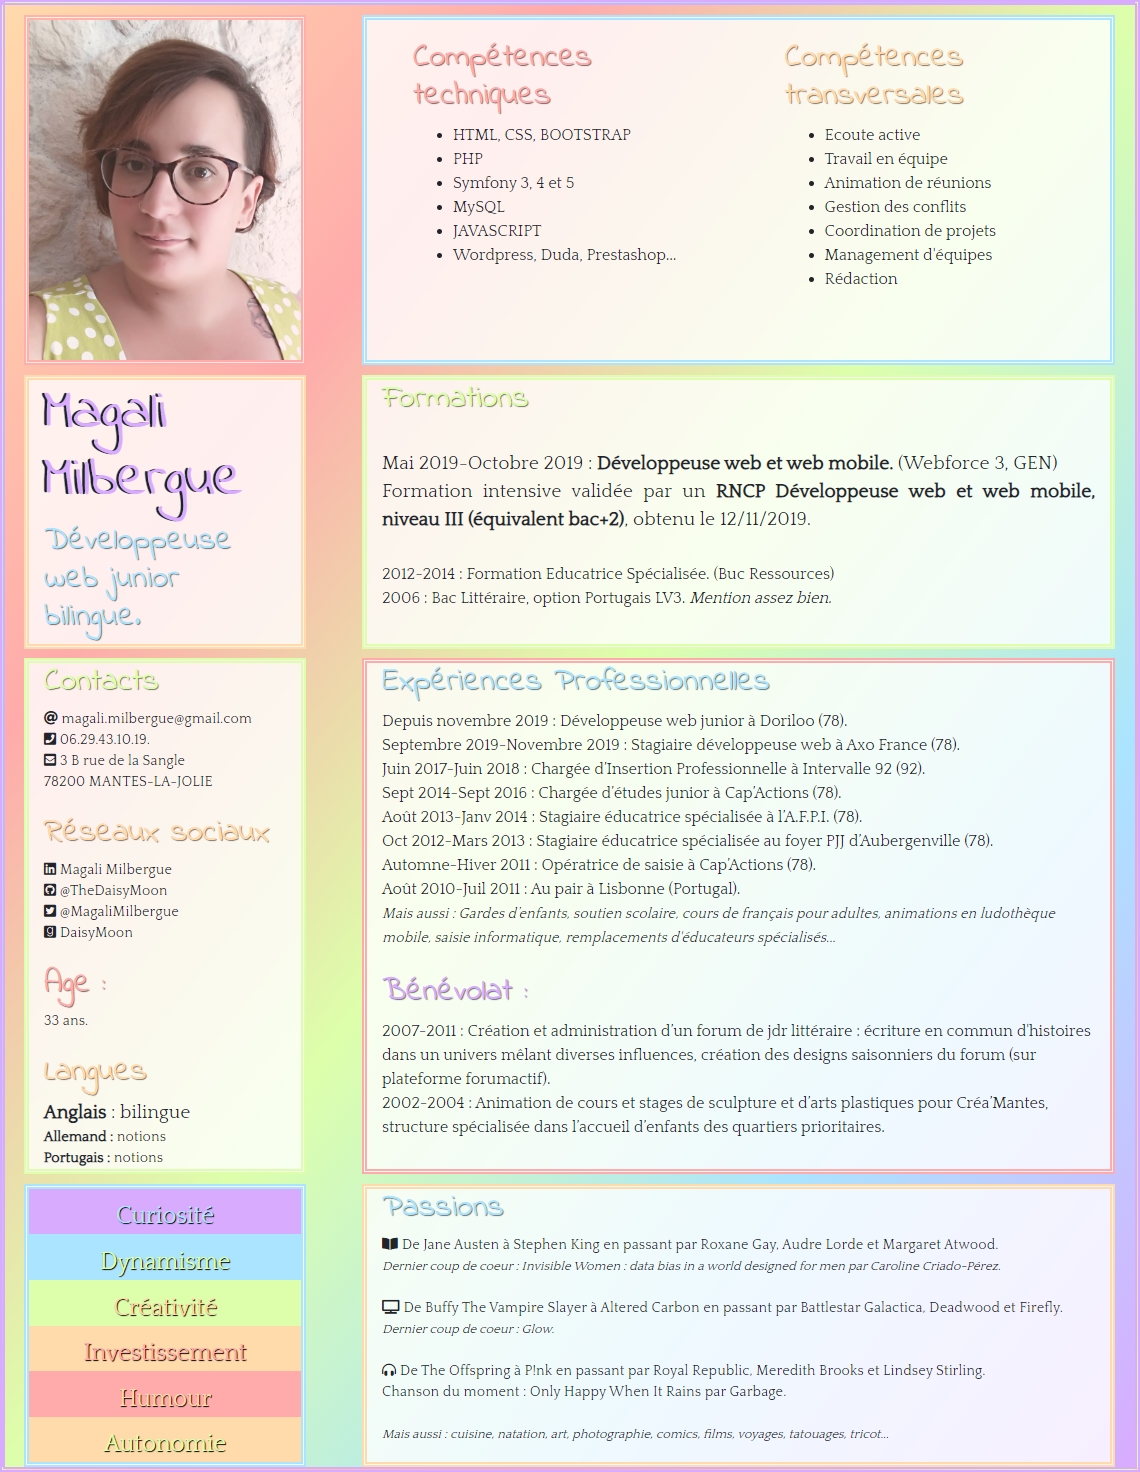 Compétences
techniques
HTML, CSS, BOOTSTRAP
PHP
Symfony 3, 4 et 5
MySQL
JAVASCRIPT
Wordpress, Duda, Prestashop...
Compétences
transversales
Ecoute active
Travail en équipe
Animation de réunions
Gestion des conflits
Coordination de projets
Management d'équipes
Rédaction
Magali
Milbergue
Développeuse
web junior
bilingue.
Formations
Mai 2019-Octobre 2019 : Développeuse web et web mobile. (Webforce 3, GEN)
Formation intensive validée par un RNCP Développeuse web et web mobile,
niveau III (équivalent bac+2), obtenu le 12/11/2019.
2012-2014 : Formation Educatrice Spécialisée. (Buc Ressources)
2006 : Bac Littéraire, option Portugais LV3. Mention assez bien.
Contacts
magali.milbergue@gmail.com
06.29.43.10.19.
3 B rue de la Sangle
78200 MANTES-LA-JOLIE
Réseaux sociaux
Magali Milbergue
@TheDaisyMoon
@MagaliMilbergue
DaisyMoon
Age :
33 ans.
Langues
Anglais : bilingue
Allemand : notions
Portugais : notions
Expériences Professionnelles
Depuis novembre 2019 : Développeuse web junior à Doriloo (78).
Septembre 2019-Novembre 2019 : Stagiaire développeuse web à Axo France (78).
Juin 2017-Juin 2018 : Chargée d'Insertion Professionnelle à Intervalle 92 (92).
Sept 2014-Sept 2016 : Chargée d'études junior à Cap'Actions (78).
Août 2013-Janv 2014 : Stagiaire éducatrice spécialisée à l'A.F.P.I. (78).
Oct 2012-Mars 2013 : Stagiaire éducatrice spécialisée au foyer PJJ d'Aubergenville (78).
Automne-Hiver 2011 : Opératrice de saisie à Cap'Actions (78).
Août 2010-Juil 2011 : Au pair à Lisbonne (Portugal).
Mais aussi : Gardes d'enfants, soutien scolaire, cours de français pour adultes, animations en ludothèque
mobile, saisie informatique, remplacements d'éducateurs spécialisés...
Bénévolat :
2007-2011 : Création et administration d'un forum de jdr littéraire : écriture en commun d'histoires
dans un univers mêlant diverses influences, création des designs saisonniers du forum (sur
plateforme forumactif).
2002-2004 : Animation de cours et stages de sculpture et d'arts plastiques pour Créa'Mantes,
structure spécialisée dans l'accueil d'enfants des quartiers prioritaires.
Curiosité
Dynamisme
Créativité
Investissement
Humour
Autonomie
Passions
De Jane Austen à Stephen King en passant par Roxane Gay, Audre Lorde et Margaret Atwood.
Dernier coup de coeur : Invisible Women : data bias in a world designed for men par Caroline Criado-Pérez.
De Buffy The Vampire Slayer à Altered Carbon en passant par Battlestar Galactica, Deadwood et Firefly.
Dernier coup de coeur : Glow.
De The Offspring à P!nk en passant par Royal Republic, Meredith Brooks et Lindsey Stirling.
Chanson du moment : Only Happy When It Rains par Garbage.
Mais aussi : cuisine, natation, art, photographie, comics, films, voyages, tatouages, tricot...